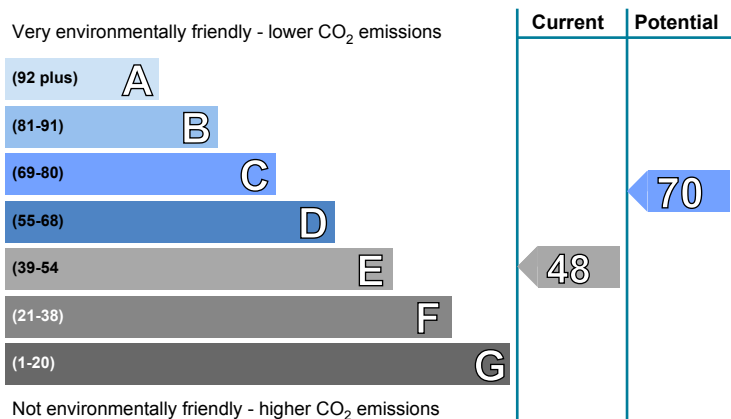 Current Potential
Very environmentally friendly - lower CO2 emissions
(92 plus) A
(81-91) B
(69-80) C
70
(55-68) D
(39-54 E
48
(21-38) F
(1-20) G
Not environmentally friendly - higher CO2 emissions